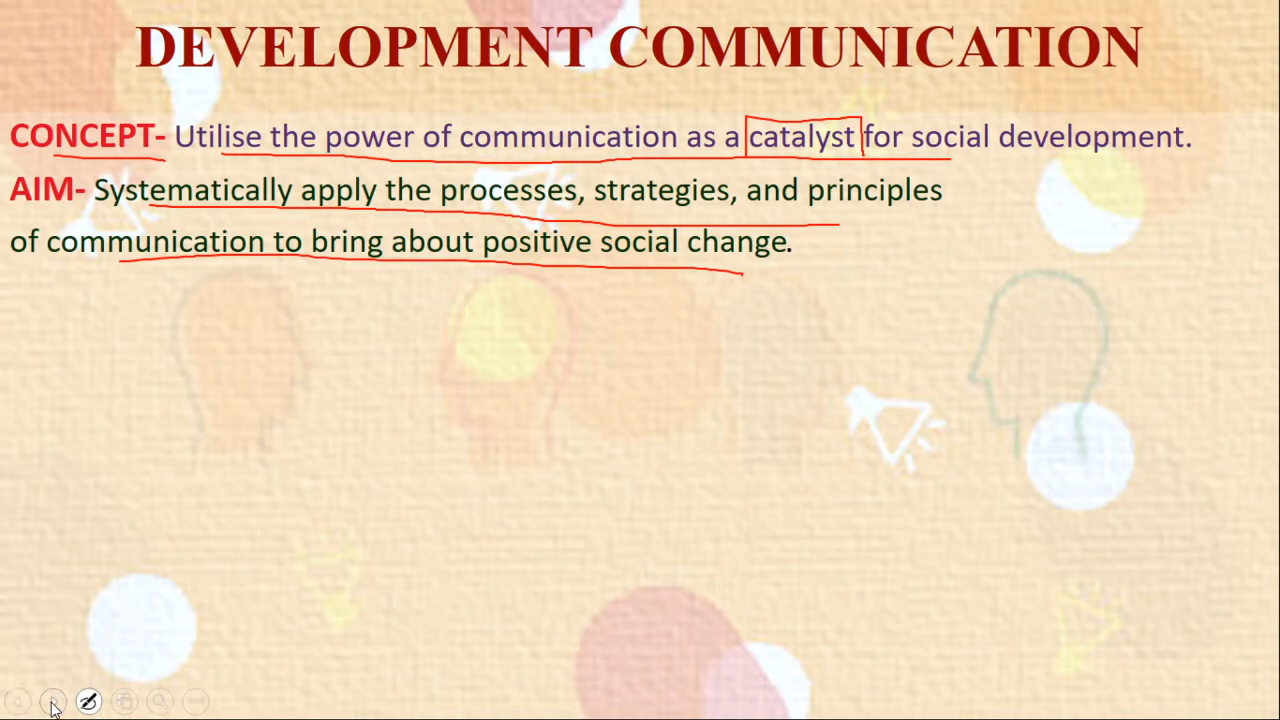 DEVELOPMENT COMMUNICATION
CONCEPT- Utilise the power of communication as a catalyst for social development.
AIM- Systematically apply the processes, strategies, and principles
of communication to bring about positive social change.